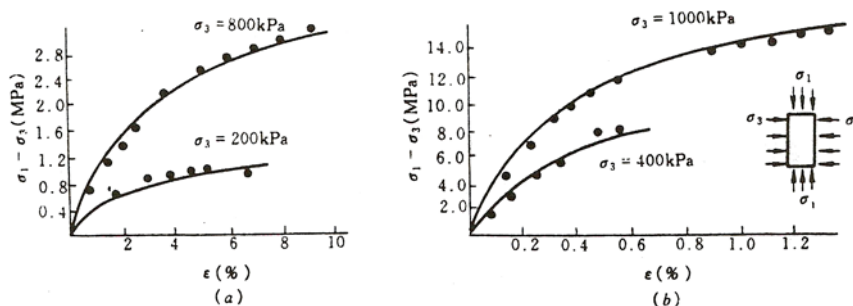 σ₃ = 800kPa
σ₁ − σ₃ (MPa)
2.8
2.4
2.0
1.6
1.2
0.8
0.4
σ₃ = 200kPa
2
4
6
8
10
ε (%)
(a)
σ₃ = 1000kPa
σ₁ − σ₃ (MPa)
14.0
12.0
10.0
8.0
6.0
4.0
2.0
σ₃ = 400kPa
0.2
0.4
0.6
0.8
1.0
1.2
ε (%)
(b)
σ₁
σ₃
σ
σ₁